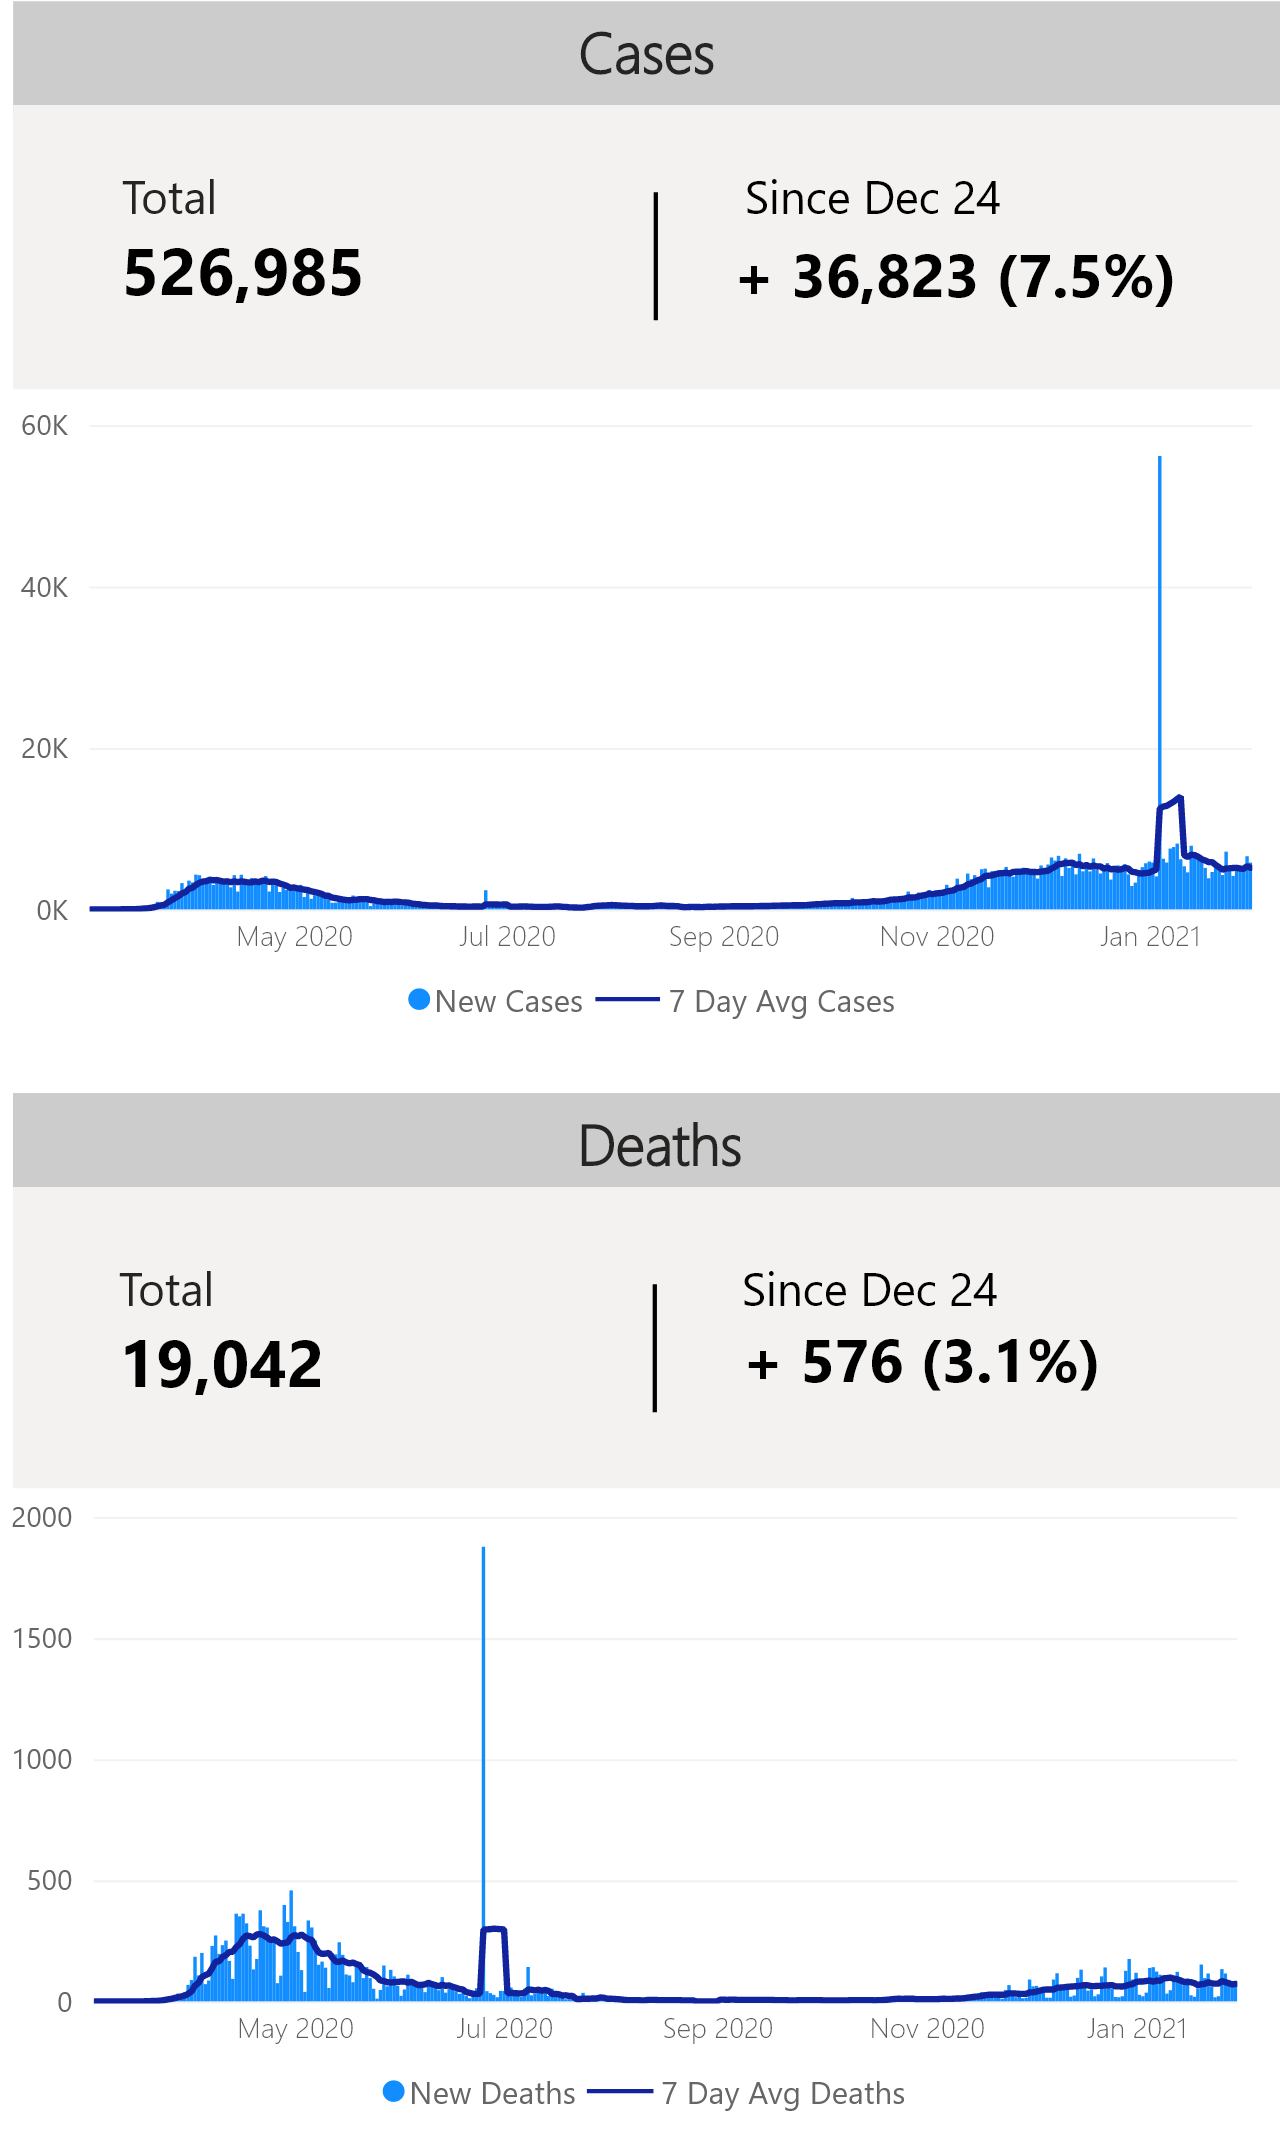 Cases
Total
Since Dec 24
526,985
+ 36,823 (7.5%)
60K
40K
20K
0K
May 2020
Jul 2020
Sep 2020
Nov 2020
Jan 2021
New Cases
7 Day Avg Cases
Deaths
Total
Since Dec 24
19,042
+ 576 (3.1%)
2000
1500
1000
500
0
May 2020
Jul 2020
Sep 2020
Nov 2020
Jan 2021
New Deaths
7 Day Avg Deaths